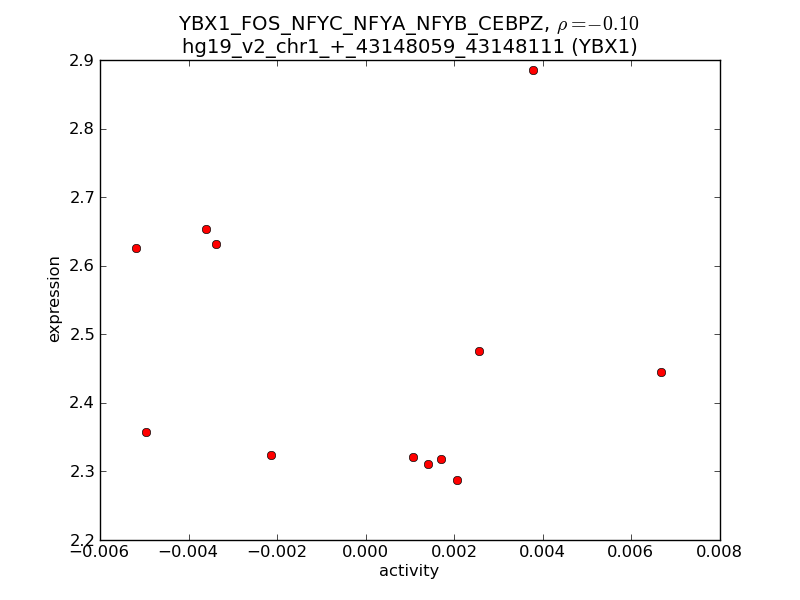 YBX1_FOS_NFYC_NFYA_NFYB_CEBPZ, ρ=−0.10
hg19_v2_chr1_+_43148059_43148111 (YBX1)
2.9
2.8
2.7
2.6
2.5
2.4
2.3
2.2
expression
−0.006 −0.004 −0.002 0.000 0.002 0.004 0.006 0.008
activity